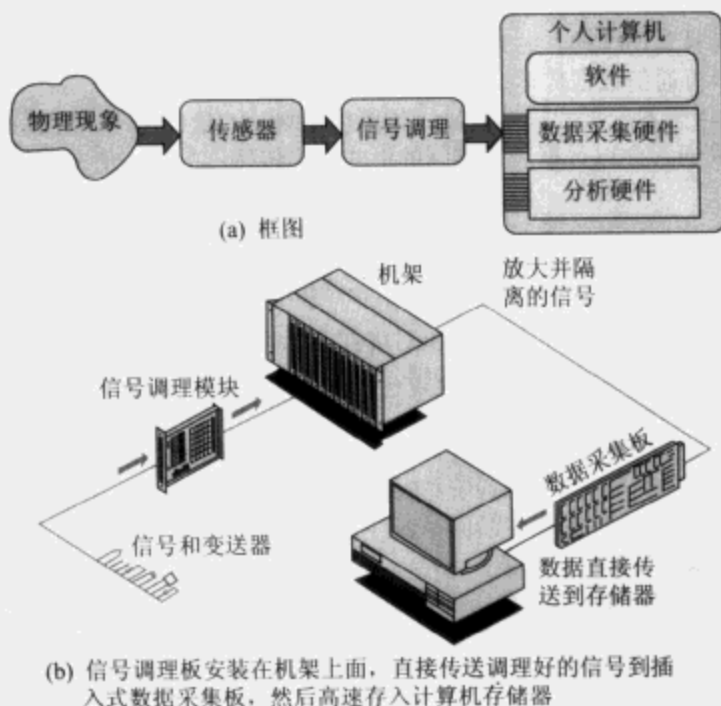 个人计算机
软件
物理现象
传感器
信号调理
数据采集硬件
分析硬件
(a) 框图
机架
放大并隔
离的信号
信号调理模块
数据采集板
信号和变送器
数据直接传
送到存储器
(b) 信号调理板安装在机架上面，直接传送调理好的信号到插
入式数据采集板，然后高速存入计算机存储器